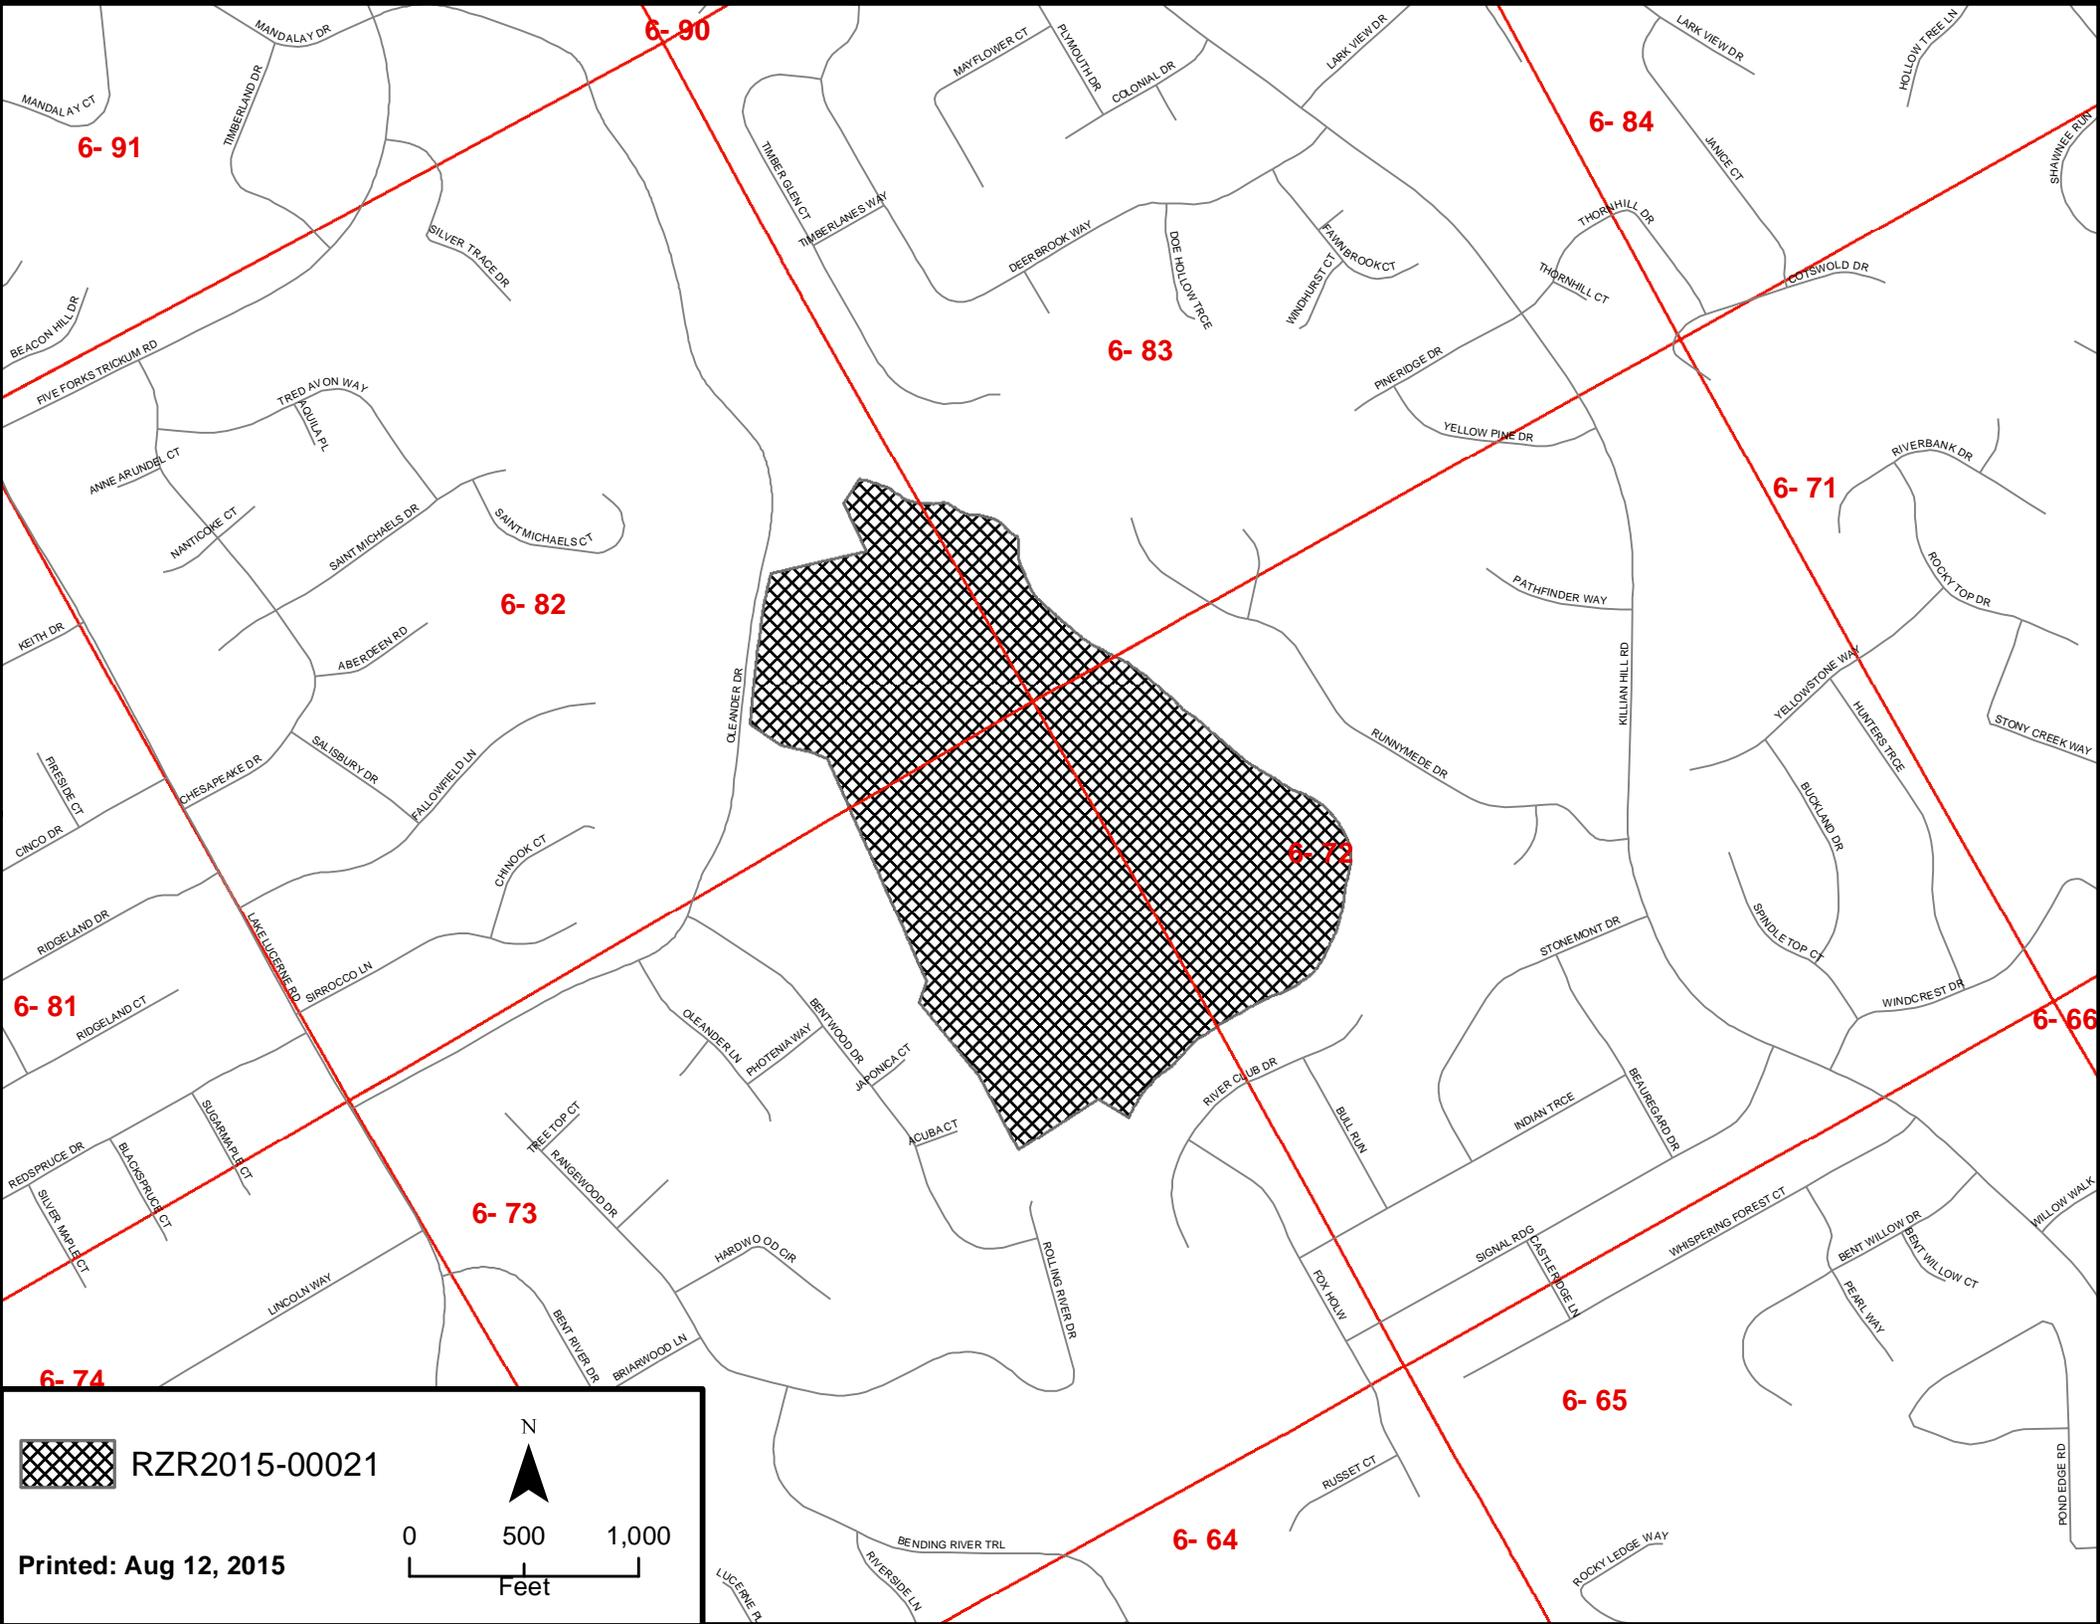 6- 90
MANDALAY DR
MAYFLOWER CT
PLYMOUTH DR
LARK VIEW DR
LARK VIEW DR
HOLLOW TREE LN
TIMBERLAND DR
COLONIAL DR
MANDALAY CT
6- 91
6- 84
JANICE CT
SHAWNEE RUN
TIMBER GLEN CT
TIMBERLANES WAY
SILVER TRACE DR
DEERBROOK WAY
DOE HOLLOW TRCE
FAWNBROOK CT
WINDHURST CT
THORNHILL DR
THORNHILL CT
COTSWOLD DR
BEACON HILL DR
FIVE FORKS TRICKUM RD
6- 83
PINERIDGE DR
TRED AVON WAY
AQUILA PL
YELLOW PINE DR
ANNE ARUNDEL CT
RIVERBANK DR
6- 71
NANTICOKE CT
SAINT MICHAELS DR
SAINT MICHAELS CT
PATHFINDER WAY
ROCKY TOP DR
6- 82
KEITH DR
ABERDEEN RD
OLEANDER DR
KILLIAN HILL RD
YELLOWSTONE WAY
HUNTERS TRCE
STONY CREEK WAY
RUNNYMEDE DR
SALISBURY DR
FALLOWFIELD LN
CHESAPEAKE DR
FIRESIDE CT
CINCO DR
BUCKLAND DR
CHINOOK CT
6- 72
RIDGELAND DR
LAKE LUCERNE RD
SIRROCCO LN
STONEMONT DR
SPINDLE TOP CT
WINDCREST DR
6- 81
RIDGELAND CT
6- 66
OLEANDER LN
PHOTENIA WAY
BENTWOOD DR
JAPONICA CT
RIVER CLUB DR
BULL RUN
INDIAN TRCE
BEAUREGARD DR
ACUBA CT
TREE TOP CT
RANGEWOOD DR
REDSPRUCE DR
SUGARMAPLE CT
BLACKSPRUCE CT
SILVER MAPLE CT
6- 73
HARDWOOD CIR
ROLLING RIVER DR
SIGNAL RDG
CASTLERIDGE LN
WHISPERING FOREST CT
BENT WILLOW DR
BENT WILLOW CT
WILLOW WALK
PEARL WAY
FOX HOLW
LINCOLN WAY
BENT RIVER DR
BRIARWOOD LN
6- 74
6- 65
RUSSET CT
POND EDGE RD
BENDING RIVER TRL
6- 64
ROCKY LEDGE WAY
RIVERSIDE LN
LUCERNE PL
RZR2015-00021
N
0 500 1,000
Feet
Printed: Aug 12, 2015